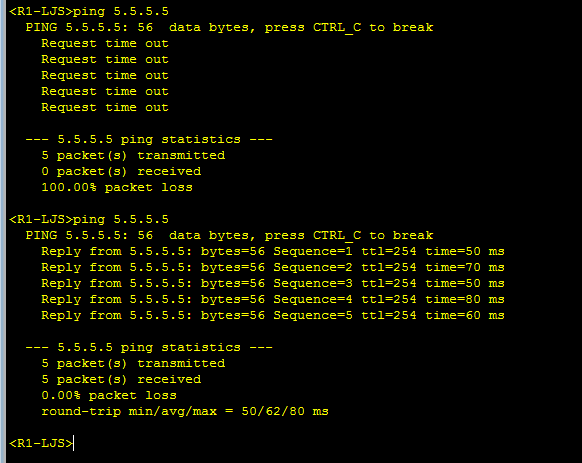 <R1-LJS>ping 5.5.5.5
  PING 5.5.5.5: 56  data bytes, press CTRL_C to break
    Request time out
    Request time out
    Request time out
    Request time out
    Request time out

  --- 5.5.5.5 ping statistics ---
    5 packet(s) transmitted
    0 packet(s) received
    100.00% packet loss

<R1-LJS>ping 5.5.5.5
  PING 5.5.5.5: 56  data bytes, press CTRL_C to break
    Reply from 5.5.5.5: bytes=56 Sequence=1 ttl=254 time=50 ms
    Reply from 5.5.5.5: bytes=56 Sequence=2 ttl=254 time=70 ms
    Reply from 5.5.5.5: bytes=56 Sequence=3 ttl=254 time=50 ms
    Reply from 5.5.5.5: bytes=56 Sequence=4 ttl=254 time=80 ms
    Reply from 5.5.5.5: bytes=56 Sequence=5 ttl=254 time=60 ms

  --- 5.5.5.5 ping statistics ---
    5 packet(s) transmitted
    5 packet(s) received
    0.00% packet loss
    round-trip min/avg/max = 50/62/80 ms

<R1-LJS>